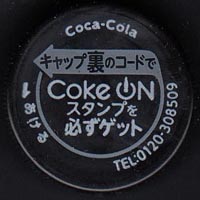 Coca-Cola
キャップ裏のコードで
Coke ON
スタンプを
必ずゲット
あける
TEL:0120-308509